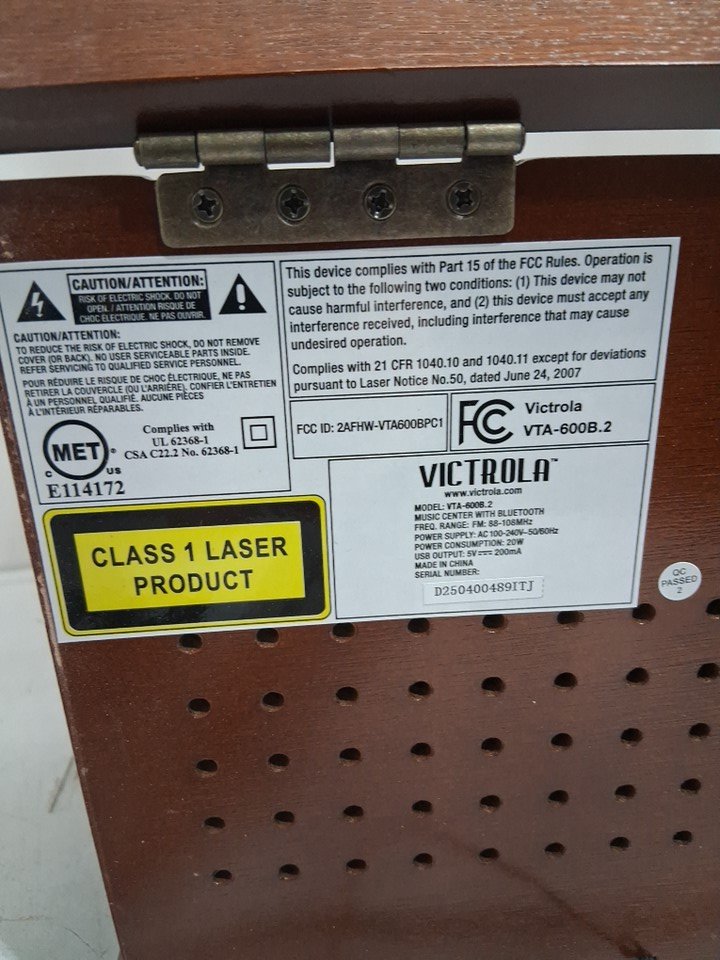 CAUTION/ATTENTION:
RISK OF ELECTRIC SHOCK. DO NOT
OPEN. / ATTENTION RISQUE DE
CHOC ELECTRIQUE. NE PAS OUVRIR.
CAUTION/ATTENTION:
TO REDUCE THE RISK OF ELECTRIC SHOCK, DO NOT REMOVE
COVER (OR BACK). NO USER SERVICEABLE PARTS INSIDE.
REFER SERVICING TO QUALIFIED SERVICE PERSONNEL.
POUR RÉDUIRE LE RISQUE DE CHOC ÉLECTRIQUE, NE PAS
RETIRER LA COUVERCLE (OU L'ARRIÈRE). CONFIER L'ENTRETIEN
À UN PERSONNEL QUALIFIÉ. AUCUNE PIÈCES
À L'INTÉRIEUR RÉPARABLES.
MET
C US
E114172
Complies with
UL 62368-1
CSA C22.2 No. 62368-1
This device complies with Part 15 of the FCC Rules. Operation is
subject to the following two conditions: (1) This device may not
cause harmful interference, and (2) this device must accept any
interference received, including interference that may cause
undesired operation.
Complies with 21 CFR 1040.10 and 1040.11 except for deviations
pursuant to Laser Notice No.50, dated June 24, 2007
FCC ID: 2AFHW-VTA600BPC1
FCC
Victrola
VTA-600B.2
CLASS 1 LASER
PRODUCT
VICTROLA™
www.victrola.com
MODEL: VTA-600B.2
MUSIC CENTER WITH BLUETOOTH
FREQ. RANGE: FM: 88-108MHz
POWER SUPPLY: AC 100-240V~50/60Hz
POWER CONSUMPTION: 20W
USB OUTPUT: 5V⎓ 200mA
MADE IN CHINA
SERIAL NUMBER:
D250400489ITJ
QC
PASSED
2